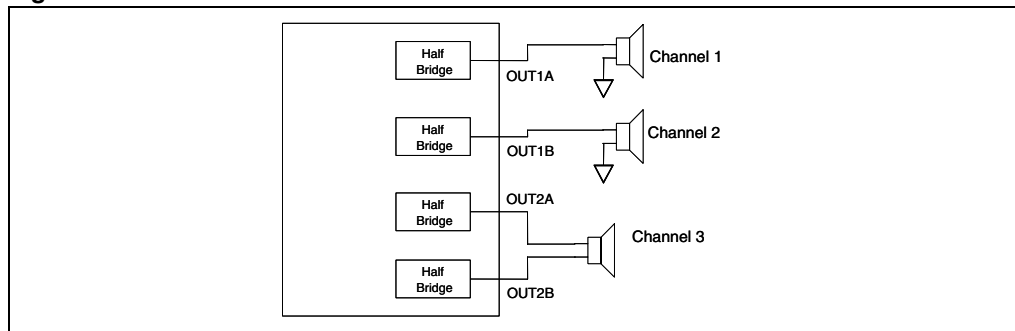 Half
Bridge
OUT1A
Channel 1
Half
Bridge
OUT1B
Channel 2
Half
Bridge
OUT2A
Channel 3
Half
Bridge
OUT2B